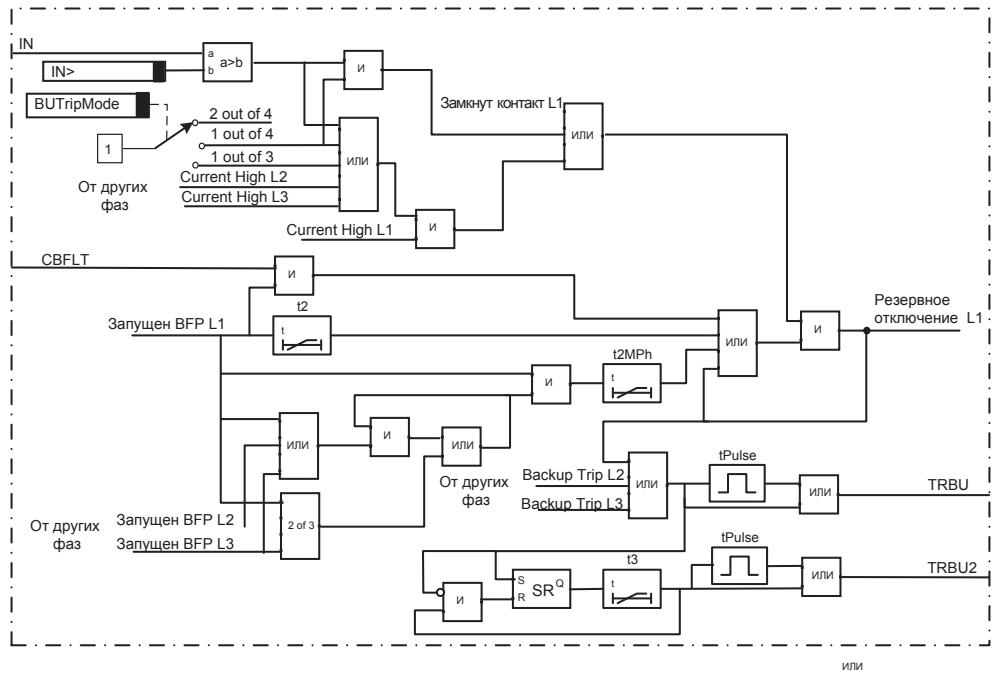 IN
a
b
a>b
IN>
BUTripMode
1
2 out of 4
1 out of 4
1 out of 3
От других
фаз
Current High L2
Current High L3
Current High L1
И
ИЛИ
И
Замкнут контакт L1
ИЛИ
CBFLT
И
Запущен BFP L1
t2
t
ИЛИ
И
Резервное
отключение L1
t2MPh
t
И
ИЛИ
И
ИЛИ
От других
фаз
От других
фаз
Запущен BFP L2
Запущен BFP L3
2 of 3
Backup Trip L2
Backup Trip L3
ИЛИ
tPulse
ИЛИ
TRBU
И
S
R
SR
Q
t3
t
tPulse
ИЛИ
TRBU2
ИЛИ